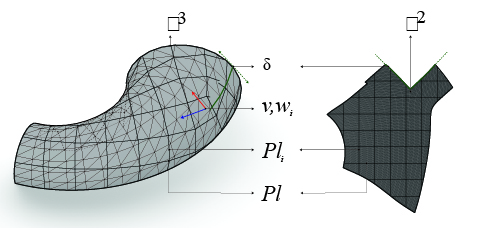 □³ □²
δ
v,wᵢ
Plᵢ
Pl